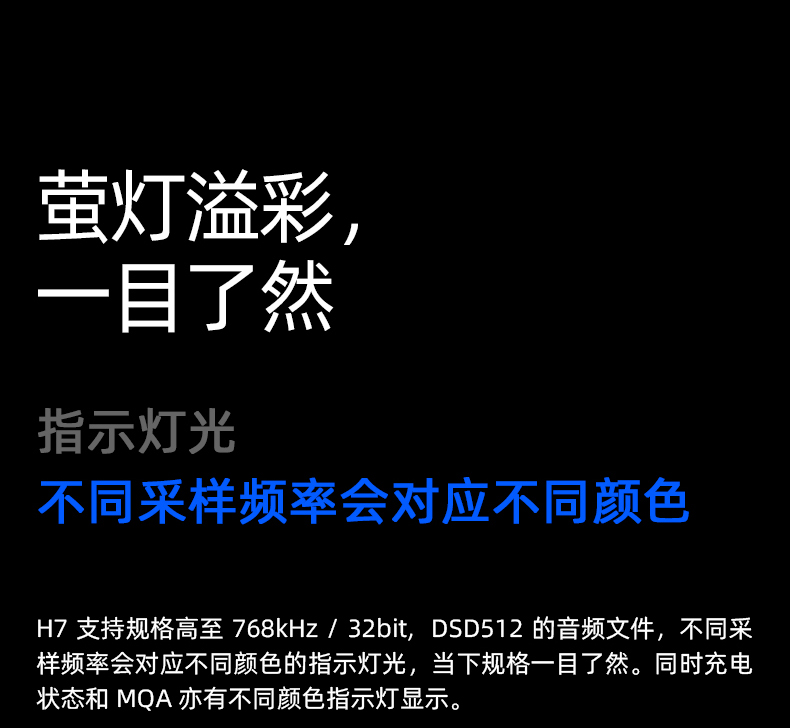 萤灯溢彩，
一目了然
指示灯光
不同采样频率会对应不同颜色
H7 支持规格高至 768kHz / 32bit，DSD512 的音频文件，不同采
样频率会对应不同颜色的指示灯光，当下规格一目了然。同时充电
状态和 MQA 亦有不同颜色指示灯显示。